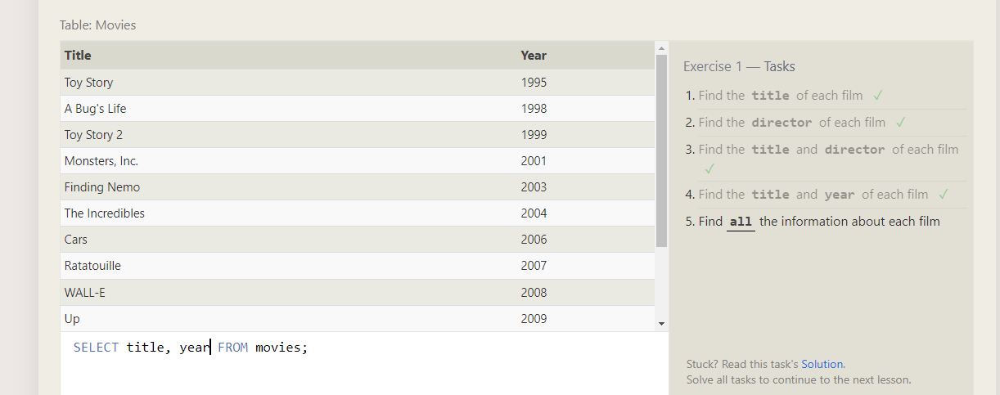 Table: Movies
Title Year
Toy Story 1995
A Bug's Life 1998
Toy Story 2 1999
Monsters, Inc. 2001
Finding Nemo 2003
The Incredibles 2004
Cars 2006
Ratatouille 2007
WALL-E 2008
Up 2009
SELECT title, year FROM movies;
Exercise 1 — Tasks
1. Find the title of each film ✓
2. Find the director of each film ✓
3. Find the title and director of each film
✓
4. Find the title and year of each film ✓
5. Find all the information about each film
Stuck? Read this task's Solution.
Solve all tasks to continue to the next lesson.